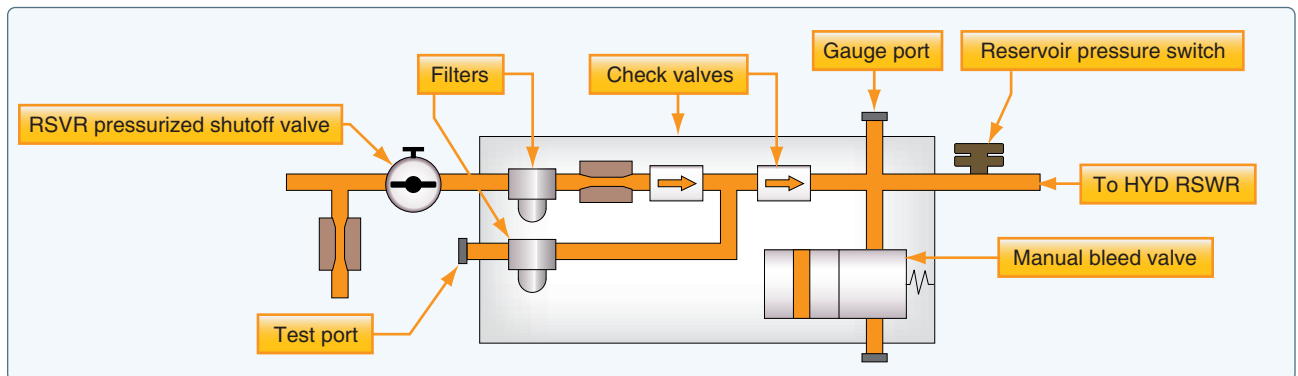 Gauge port
Reservoir pressure switch
Filters
Check valves
RSVR pressurized shutoff valve
To HYD RSWR
Manual bleed valve
Test port